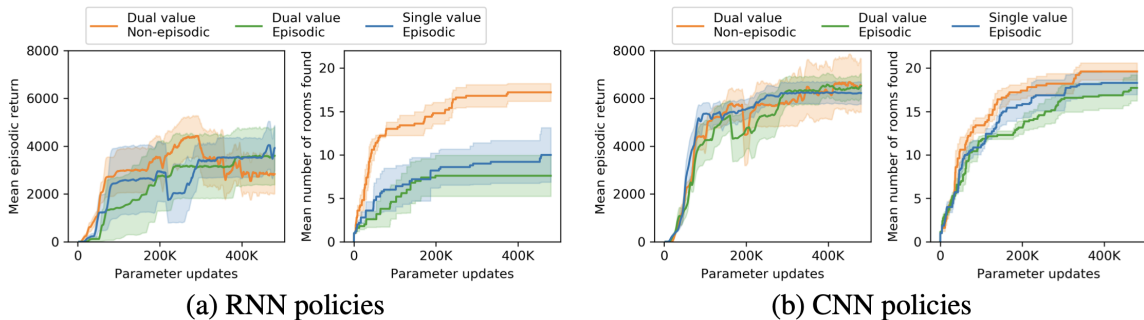 Dual value
Non-episodic
Dual value
Episodic
Single value
Episodic
8000
6000
4000
2000
0
Mean episodic return
0
200K
400K
Parameter updates
20
15
10
5
0
Mean number of rooms found
0
200K
400K
Parameter updates
(a) RNN policies
Dual value
Non-episodic
Dual value
Episodic
Single value
Episodic
8000
6000
4000
2000
0
Mean episodic return
0
200K
400K
Parameter updates
20
15
10
5
0
Mean number of rooms found
0
200K
400K
Parameter updates
(b) CNN policies